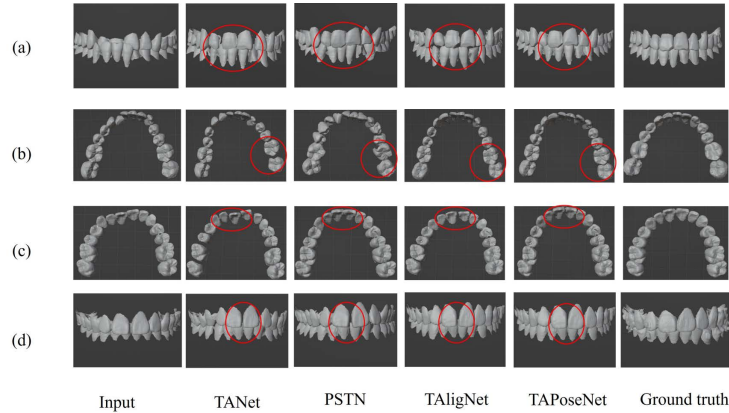 (a)
(b)
(c)
(d)
Input TANet PSTN TAligNet TAPoseNet Ground truth